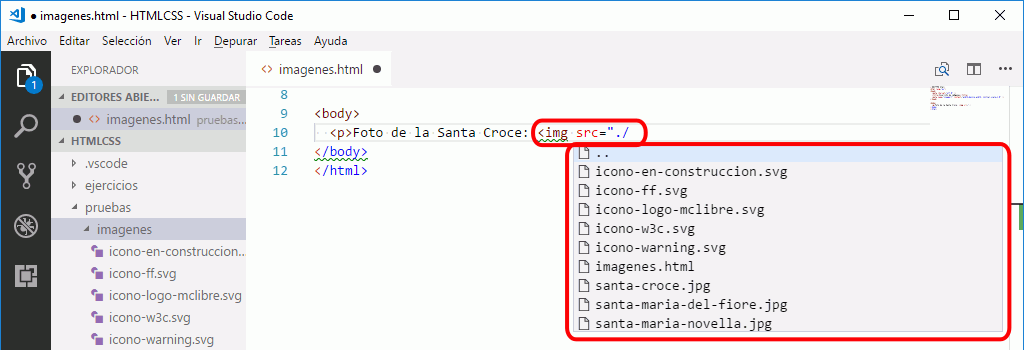 ● imagenes.html - HTMLCSS - Visual Studio Code
Archivo Editar Selección Ver Ir Depurar Tareas Ayuda
EXPLORADOR
EDITORES ABIE... 1 SIN GUARDAR
● imagenes.html pruebas...
HTMLCSS
.vscode
ejercicios
pruebas
imagenes
icono-en-construccion...
icono-ff.svg
icono-logo-mclibre.svg
icono-w3c.svg
icono-warning.svg
1
<> imagenes.html ●
8
9 <body>
10 <p>Foto de la Santa Croce: <img src="./
11 </body>
12 </html>
..
icono-en-construccion.svg
icono-ff.svg
icono-logo-mclibre.svg
icono-w3c.svg
icono-warning.svg
imagenes.html
santa-croce.jpg
santa-maria-del-fiore.jpg
santa-maria-novella.jpg